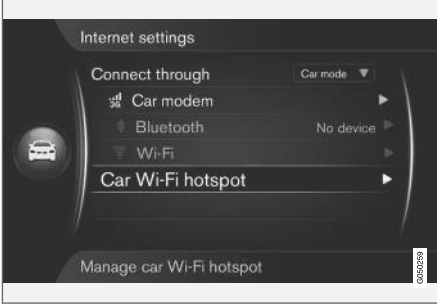 Internet settings
Connect through Car mode
3G Car modem
Bluetooth No device
Wi-Fi
Car Wi-Fi hotspot
Manage car Wi-Fi hotspot
G050259